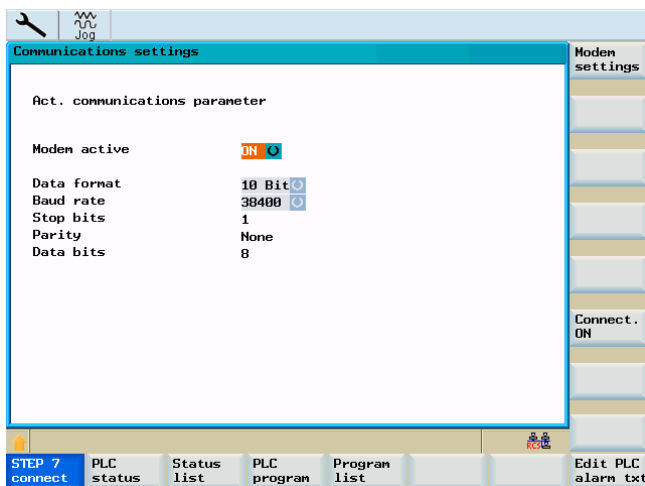 Jog
Communications settings
Modem
settings
Act. communications parameter
Modem active ON
Data format 10 Bit
Baud rate 38400
Stop bits 1
Parity None
Data bits 8
Connect.
ON
RCS
STEP 7
connect
PLC
status
Status
list
PLC
program
Program
list
Edit PLC
alarm txt